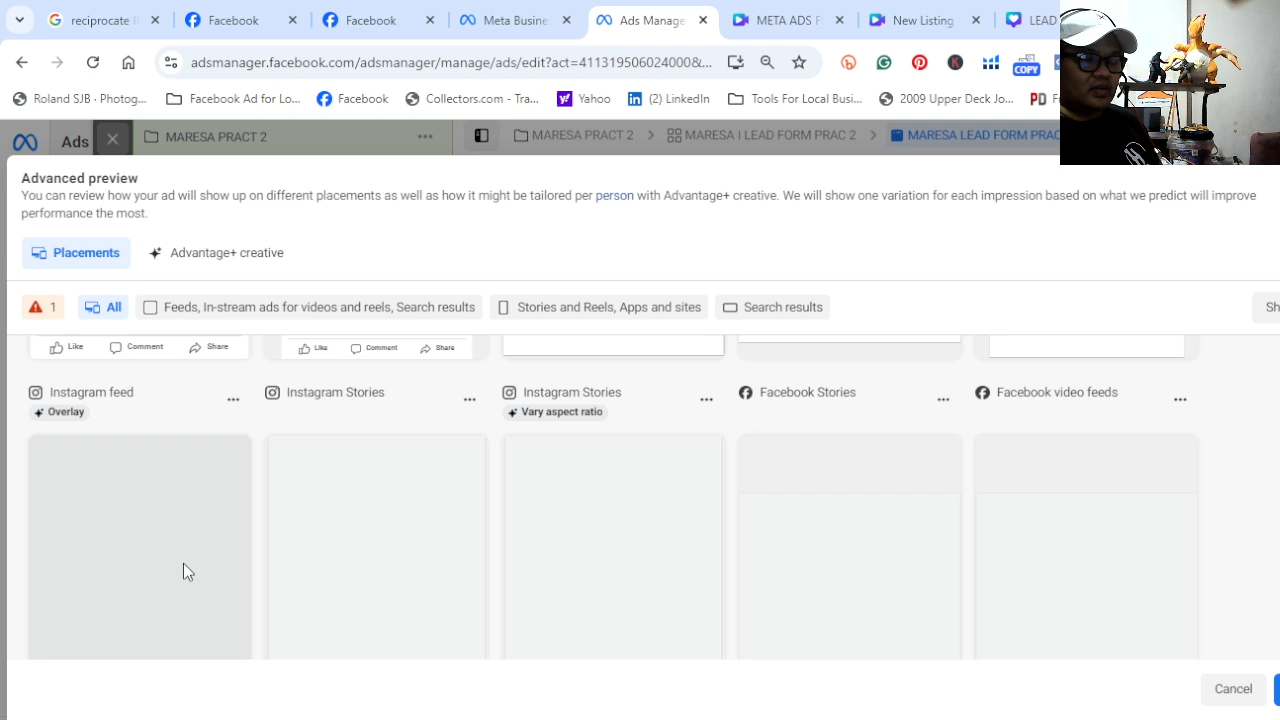 reciprocate
Facebook
Facebook
Meta Busine
Ads Manage
META ADS F
New Listing
LEAD
adsmanager.facebook.com/adsmanager/manage/ads/edit?act=4113195060240000&...
COPY
Roland SJB · Photog...
Facebook Ad for Lo...
Facebook
Collectors.com - Tra...
Yahoo
(2) LinkedIn
Tools For Local Busi...
2009 Upper Deck Jo...
PD
Ads
MARESA PRACT 2
MARESA PRACT 2
MARESA I LEAD FORM PRAC 2
MARESA LEAD FORM PRAC
Advanced preview
You can review how your ad will show up on different placements as well as how it might be tailored per person with Advantage+ creative. We will show one variation for each impression based on what we predict will improve
performance the most.
Placements
Advantage+ creative
1
All
Feeds, In-stream ads for videos and reels, Search results
Stories and Reels, Apps and sites
Search results
Sh
Like
Comment
Share
Like
Comment
Share
Instagram feed
Overlay
Instagram Stories
Instagram Stories
Vary aspect ratio
Facebook Stories
Facebook video feeds
Cancel